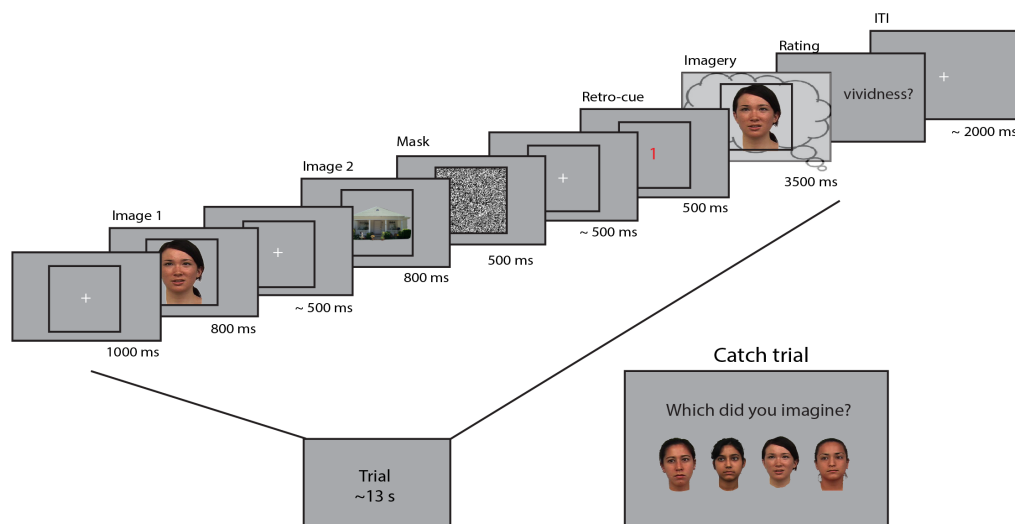 ITI
Rating
Imagery
vividness?
~ 2000 ms
Retro-cue
1
3500 ms
Mask
500 ms
Image 2
~ 500 ms
Image 1
500 ms
800 ms
~ 500 ms
800 ms
1000 ms
Catch trial
Which did you imagine?
Trial
~13 s